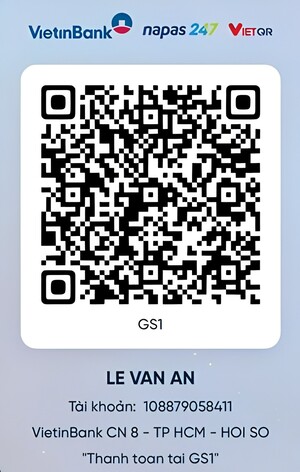 VIETINBANK napas 247 VIETQR
GS1
LE VAN AN
Tài khoản: 108879058411
VietinBank CN 8 - TP HCM - HOI SO
"Thanh toan tai GS1"